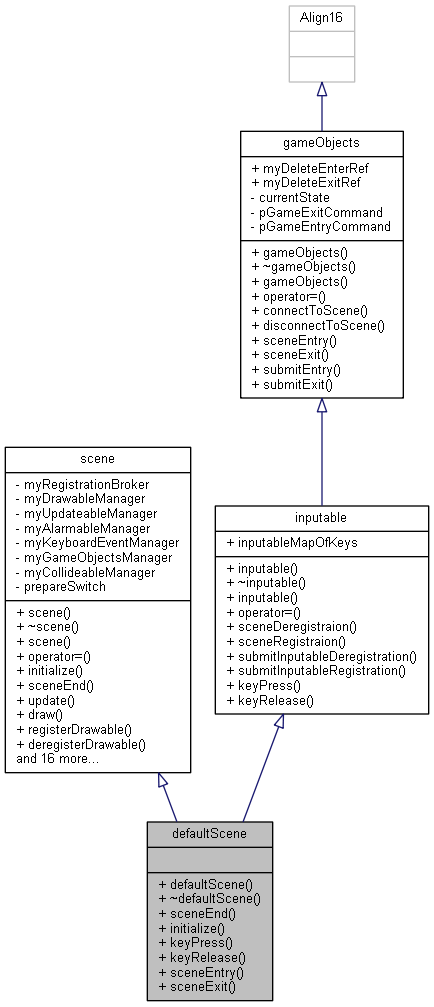 Align16
gameObjects
+ myDeleteEnterRef
+ myDeleteExitRef
- currentState
- pGameExitCommand
- pGameEntryCommand
+ gameObjects()
+ ~gameObjects()
+ gameObjects()
+ operator=()
+ connectToScene()
+ disconnectToScene()
+ sceneEntry()
+ sceneExit()
+ submitEntry()
+ submitExit()
scene
- myRegistrationBroker
- myDrawableManager
- myUpdateableManager
- myAlarmableManager
- myKeyboardEventManager
- myGameObjectsManager
- myCollideableManager
- prepareSwitch
+ scene()
+ ~scene()
+ scene()
+ operator=()
+ initialize()
+ sceneEnd()
+ update()
+ draw()
+ registerDrawable()
+ deregisterDrawable()
and 16 more...
inputable
+ inputableMapOfKeys
+ inputable()
+ ~inputable()
+ inputable()
+ operator=()
+ sceneDeregistraion()
+ sceneRegistraion()
+ submitInputableDeregistration()
+ submitInputableRegistration()
+ keyPress()
+ keyRelease()
defaultScene
+ defaultScene()
+ ~defaultScene()
+ sceneEnd()
+ initialize()
+ keyPress()
+ keyRelease()
+ sceneEntry()
+ sceneExit()